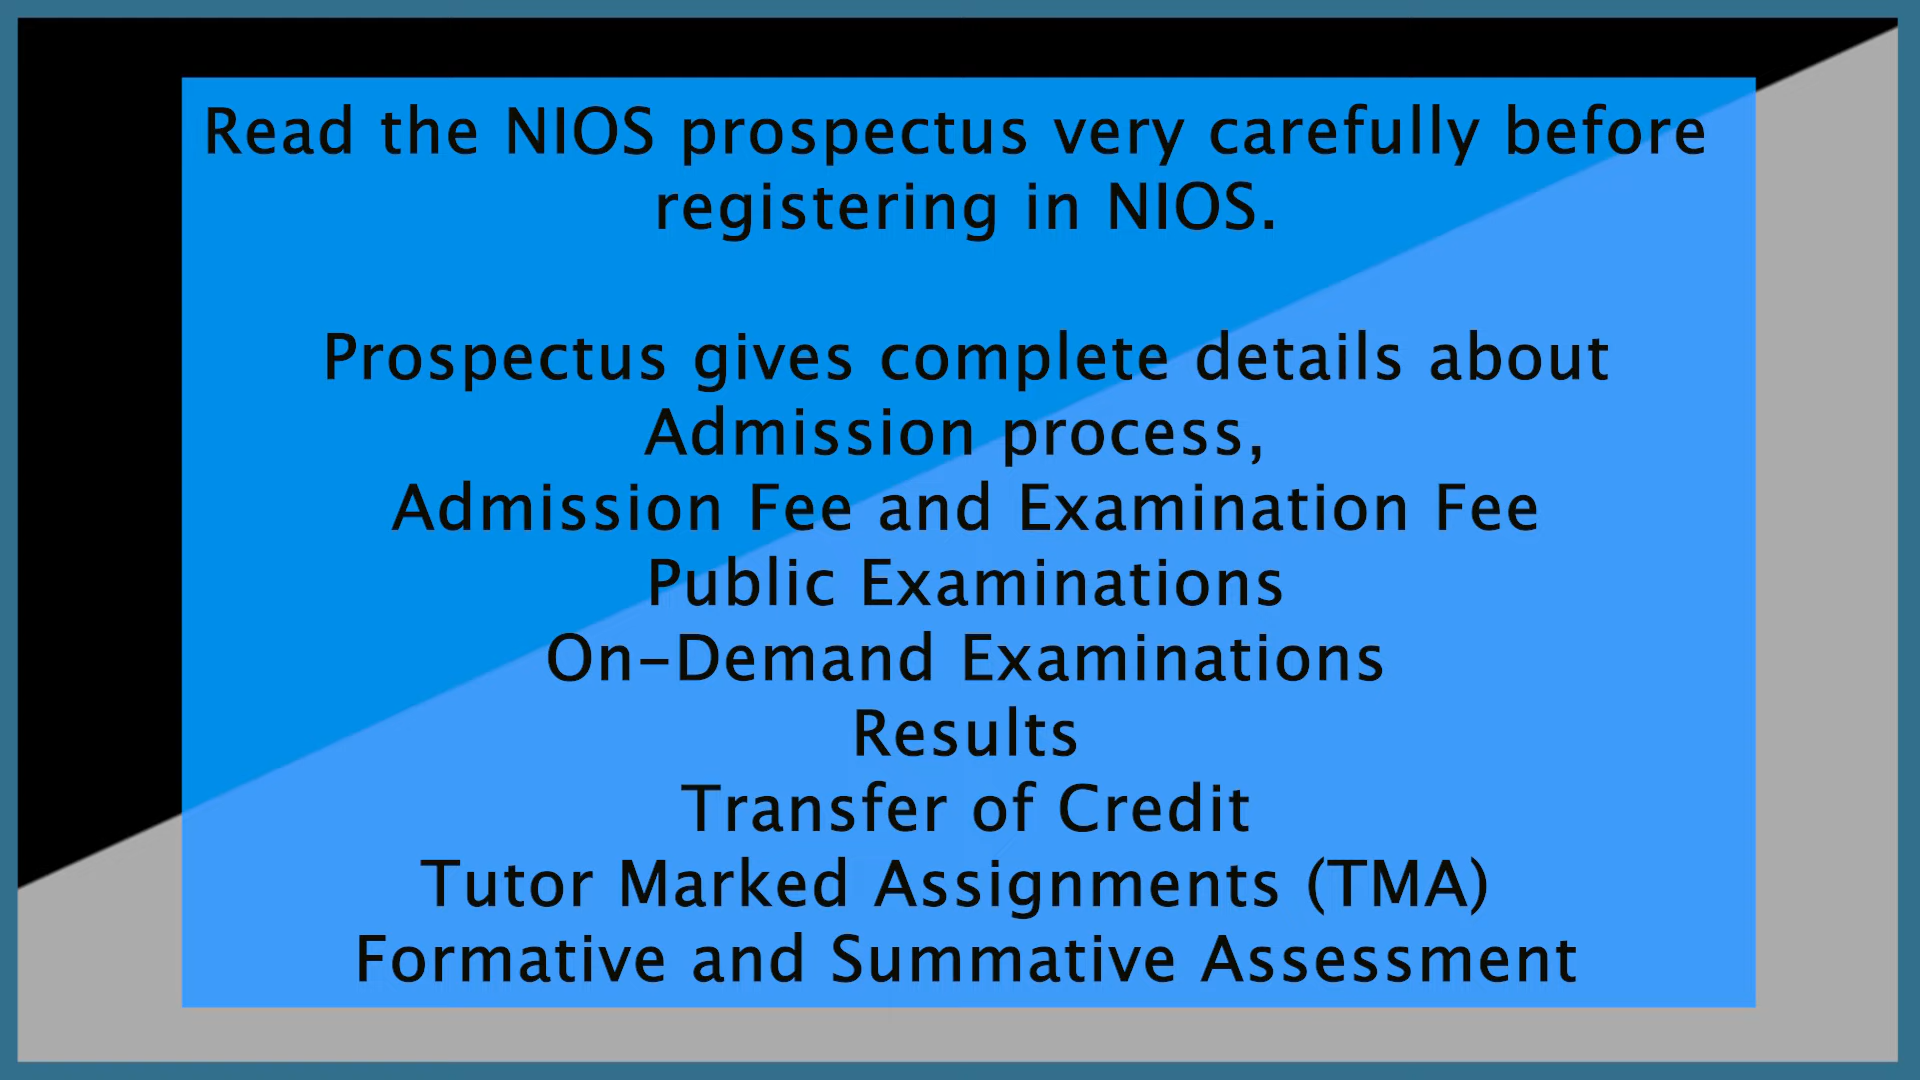 Read the NIOS prospectus very carefully before
registering in NIOS.
Prospectus gives complete details about
Admission process,
Admission Fee and Examination Fee
Public Examinations
On-Demand Examinations
Results
Transfer of Credit
Tutor Marked Assignments (TMA)
Formative and Summative Assessment